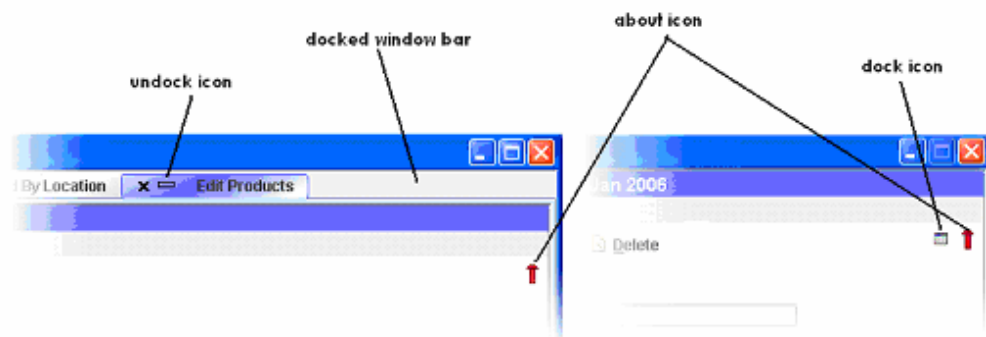 about icon
docked window bar
dock icon
undock icon
By Location
Edit Products
Jan 2006
Delete